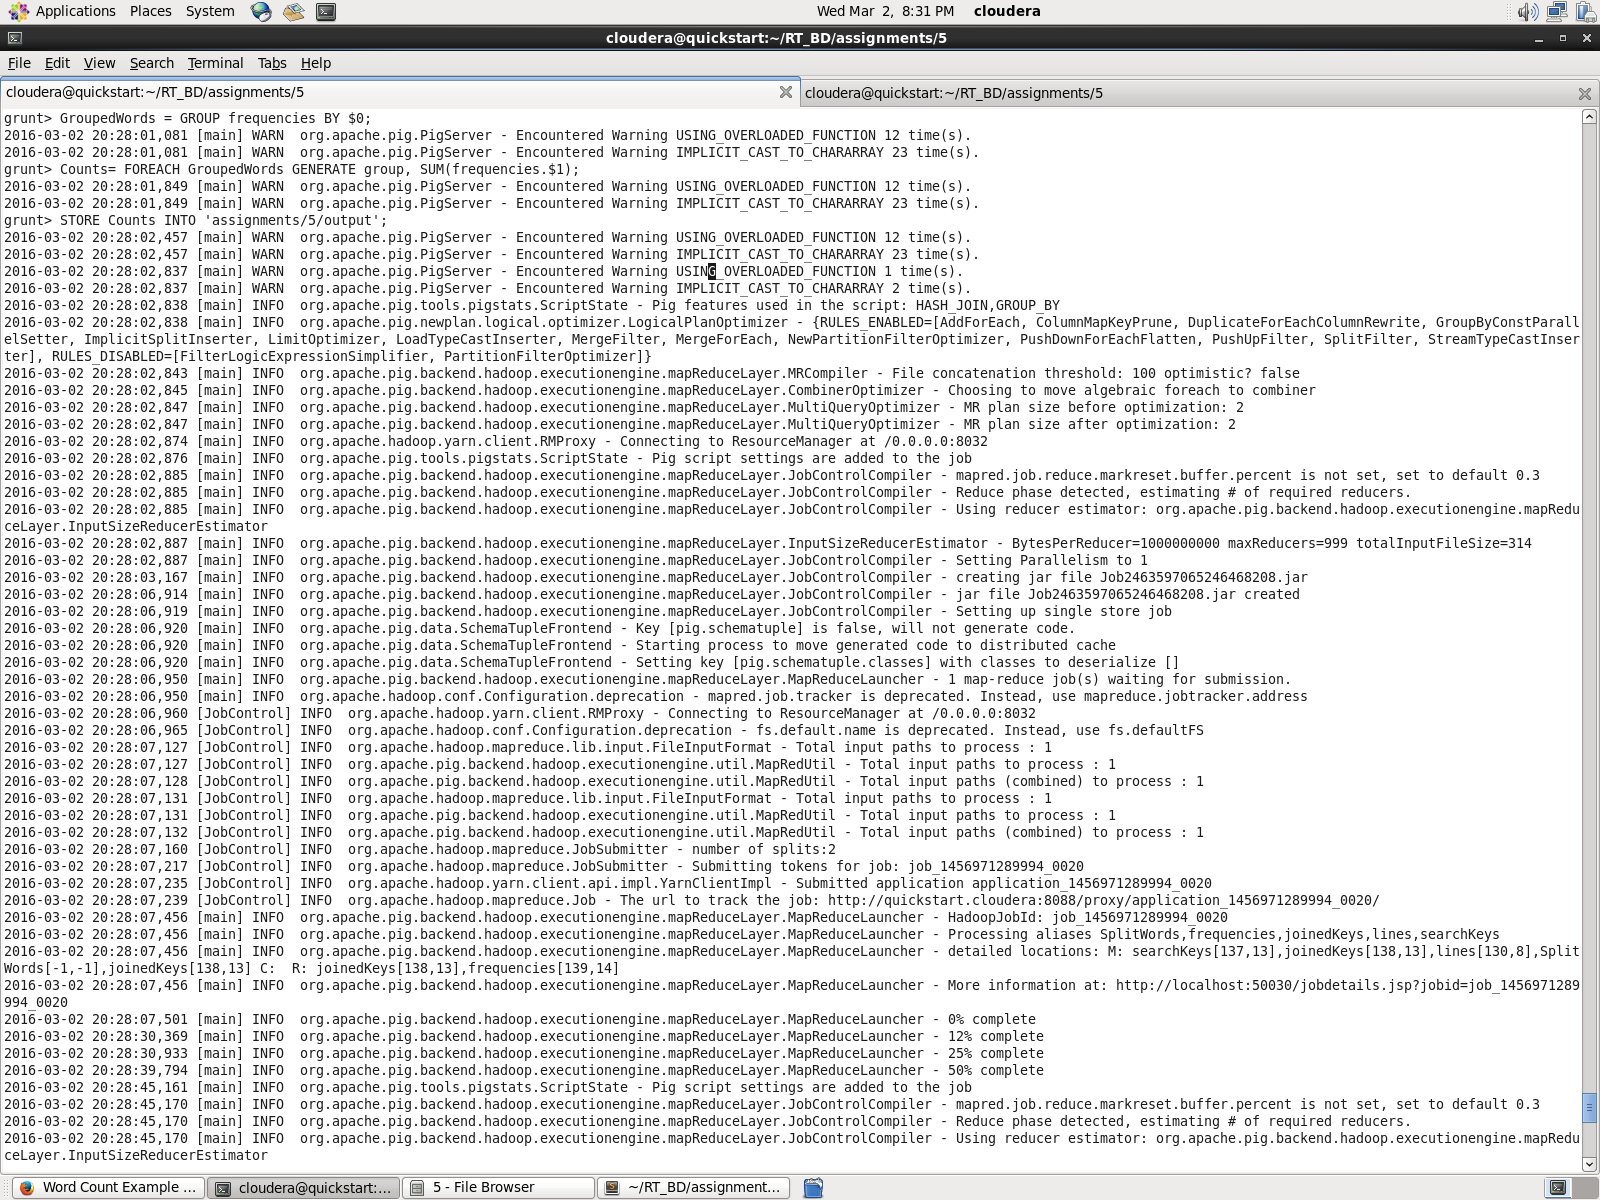 Applications Places System Wed Mar 2, 8:31 PM cloudera
cloudera@quickstart:~/RT_BD/assignments/5
File Edit View Search Terminal Tabs Help
cloudera@quickstart:~/RT_BD/assignments/5 cloudera@quickstart:~/RT_BD/assignments/5
grunt> GroupedWords = GROUP frequencies BY $0;
2016-03-02 20:28:01,081 [main] WARN  org.apache.pig.PigServer - Encountered Warning USING_OVERLOADED_FUNCTION 12 time(s).
2016-03-02 20:28:01,081 [main] WARN  org.apache.pig.PigServer - Encountered Warning IMPLICIT_CAST_TO_CHARARRAY 23 time(s).
grunt> Counts= FOREACH GroupedWords GENERATE group, SUM(frequencies.$1);
2016-03-02 20:28:01,849 [main] WARN  org.apache.pig.PigServer - Encountered Warning USING_OVERLOADED_FUNCTION 12 time(s).
2016-03-02 20:28:01,849 [main] WARN  org.apache.pig.PigServer - Encountered Warning IMPLICIT_CAST_TO_CHARARRAY 23 time(s).
grunt> STORE Counts INTO 'assignments/5/output';
2016-03-02 20:28:02,457 [main] WARN  org.apache.pig.PigServer - Encountered Warning USING_OVERLOADED_FUNCTION 12 time(s).
2016-03-02 20:28:02,457 [main] WARN  org.apache.pig.PigServer - Encountered Warning IMPLICIT_CAST_TO_CHARARRAY 23 time(s).
2016-03-02 20:28:02,837 [main] WARN  org.apache.pig.PigServer - Encountered Warning USING_OVERLOADED_FUNCTION 1 time(s).
2016-03-02 20:28:02,837 [main] WARN  org.apache.pig.PigServer - Encountered Warning IMPLICIT_CAST_TO_CHARARRAY 2 time(s).
2016-03-02 20:28:02,838 [main] INFO  org.apache.pig.tools.pigstats.ScriptState - Pig features used in the script: HASH_JOIN,GROUP_BY
2016-03-02 20:28:02,838 [main] INFO  org.apache.pig.newplan.logical.optimizer.LogicalPlanOptimizer - {RULES_ENABLED=[AddForEach, ColumnMapKeyPrune, DuplicateForEachColumnRewrite, GroupByConstParall
elSetter, ImplicitSplitInserter, LimitOptimizer, LoadTypeCastInserter, MergeFilter, MergeForEach, NewPartitionFilterOptimizer, PushDownForEachFlatten, PushUpFilter, SplitFilter, StreamTypeCastInser
ter], RULES_DISABLED=[FilterLogicExpressionSimplifier, PartitionFilterOptimizer]}
2016-03-02 20:28:02,843 [main] INFO  org.apache.pig.backend.hadoop.executionengine.mapReduceLayer.MRCompiler - File concatenation threshold: 100 optimistic? false
2016-03-02 20:28:02,845 [main] INFO  org.apache.pig.backend.hadoop.executionengine.mapReduceLayer.CombinerOptimizer - Choosing to move algebraic foreach to combiner
2016-03-02 20:28:02,847 [main] INFO  org.apache.pig.backend.hadoop.executionengine.mapReduceLayer.MultiQueryOptimizer - MR plan size before optimization: 2
2016-03-02 20:28:02,847 [main] INFO  org.apache.pig.backend.hadoop.executionengine.mapReduceLayer.MultiQueryOptimizer - MR plan size after optimization: 2
2016-03-02 20:28:02,874 [main] INFO  org.apache.hadoop.yarn.client.RMProxy - Connecting to ResourceManager at /0.0.0.0:8032
2016-03-02 20:28:02,876 [main] INFO  org.apache.pig.tools.pigstats.ScriptState - Pig script settings are added to the job
2016-03-02 20:28:02,885 [main] INFO  org.apache.pig.backend.hadoop.executionengine.mapReduceLayer.JobControlCompiler - mapred.job.reduce.markreset.buffer.percent is not set, set to default 0.3
2016-03-02 20:28:02,885 [main] INFO  org.apache.pig.backend.hadoop.executionengine.mapReduceLayer.JobControlCompiler - Reduce phase detected, estimating # of required reducers.
2016-03-02 20:28:02,885 [main] INFO  org.apache.pig.backend.hadoop.executionengine.mapReduceLayer.JobControlCompiler - Using reducer estimator: org.apache.pig.backend.hadoop.executionengine.mapRedu
ceLayer.InputSizeReducerEstimator
2016-03-02 20:28:02,887 [main] INFO  org.apache.pig.backend.hadoop.executionengine.mapReduceLayer.InputSizeReducerEstimator - BytesPerReducer=1000000000 maxReducers=999 totalInputFileSize=314
2016-03-02 20:28:02,887 [main] INFO  org.apache.pig.backend.hadoop.executionengine.mapReduceLayer.JobControlCompiler - Setting Parallelism to 1
2016-03-02 20:28:03,167 [main] INFO  org.apache.pig.backend.hadoop.executionengine.mapReduceLayer.JobControlCompiler - creating jar file Job2463597065246468208.jar
2016-03-02 20:28:06,914 [main] INFO  org.apache.pig.backend.hadoop.executionengine.mapReduceLayer.JobControlCompiler - jar file Job2463597065246468208.jar created
2016-03-02 20:28:06,919 [main] INFO  org.apache.pig.backend.hadoop.executionengine.mapReduceLayer.JobControlCompiler - Setting up single store job
2016-03-02 20:28:06,920 [main] INFO  org.apache.pig.data.SchemaTupleFrontend - Key [pig.schematuple] is false, will not generate code.
2016-03-02 20:28:06,920 [main] INFO  org.apache.pig.data.SchemaTupleFrontend - Starting process to move generated code to distributed cache
2016-03-02 20:28:06,920 [main] INFO  org.apache.pig.data.SchemaTupleFrontend - Setting key [pig.schematuple.classes] with classes to deserialize []
2016-03-02 20:28:06,950 [main] INFO  org.apache.pig.backend.hadoop.executionengine.mapReduceLayer.MapReduceLauncher - 1 map-reduce job(s) waiting for submission.
2016-03-02 20:28:06,950 [main] INFO  org.apache.hadoop.conf.Configuration.deprecation - mapred.job.tracker is deprecated. Instead, use mapreduce.jobtracker.address
2016-03-02 20:28:06,960 [JobControl] INFO  org.apache.hadoop.yarn.client.RMProxy - Connecting to ResourceManager at /0.0.0.0:8032
2016-03-02 20:28:06,965 [JobControl] INFO  org.apache.hadoop.conf.Configuration.deprecation - fs.default.name is deprecated. Instead, use fs.defaultFS
2016-03-02 20:28:07,127 [JobControl] INFO  org.apache.hadoop.mapreduce.lib.input.FileInputFormat - Total input paths to process : 1
2016-03-02 20:28:07,127 [JobControl] INFO  org.apache.pig.backend.hadoop.executionengine.util.MapRedUtil - Total input paths to process : 1
2016-03-02 20:28:07,128 [JobControl] INFO  org.apache.pig.backend.hadoop.executionengine.util.MapRedUtil - Total input paths (combined) to process : 1
2016-03-02 20:28:07,131 [JobControl] INFO  org.apache.hadoop.mapreduce.lib.input.FileInputFormat - Total input paths to process : 1
2016-03-02 20:28:07,131 [JobControl] INFO  org.apache.pig.backend.hadoop.executionengine.util.MapRedUtil - Total input paths to process : 1
2016-03-02 20:28:07,132 [JobControl] INFO  org.apache.pig.backend.hadoop.executionengine.util.MapRedUtil - Total input paths (combined) to process : 1
2016-03-02 20:28:07,160 [JobControl] INFO  org.apache.hadoop.mapreduce.JobSubmitter - number of splits:2
2016-03-02 20:28:07,217 [JobControl] INFO  org.apache.hadoop.mapreduce.JobSubmitter - Submitting tokens for job: job_1456971289994_0020
2016-03-02 20:28:07,235 [JobControl] INFO  org.apache.hadoop.yarn.client.api.impl.YarnClientImpl - Submitted application application_1456971289994_0020
2016-03-02 20:28:07,239 [JobControl] INFO  org.apache.hadoop.mapreduce.Job - The url to track the job: http://quickstart.cloudera:8088/proxy/application_1456971289994_0020/
2016-03-02 20:28:07,456 [main] INFO  org.apache.pig.backend.hadoop.executionengine.mapReduceLayer.MapReduceLauncher - HadoopJobId: job_1456971289994_0020
2016-03-02 20:28:07,456 [main] INFO  org.apache.pig.backend.hadoop.executionengine.mapReduceLayer.MapReduceLauncher - Processing aliases SplitWords,frequencies,joinedKeys,lines,searchKeys
2016-03-02 20:28:07,456 [main] INFO  org.apache.pig.backend.hadoop.executionengine.mapReduceLayer.MapReduceLauncher - detailed locations: M: searchKeys[137,13],joinedKeys[138,13],lines[130,8],Split
Words[-1,-1],joinedKeys[138,13] C:  R: joinedKeys[138,13],frequencies[139,14]
2016-03-02 20:28:07,456 [main] INFO  org.apache.pig.backend.hadoop.executionengine.mapReduceLayer.MapReduceLauncher - More information at: http://localhost:50030/jobdetails.jsp?jobid=job_1456971289
994_0020
2016-03-02 20:28:07,501 [main] INFO  org.apache.pig.backend.hadoop.executionengine.mapReduceLayer.MapReduceLauncher - 0% complete
2016-03-02 20:28:30,369 [main] INFO  org.apache.pig.backend.hadoop.executionengine.mapReduceLayer.MapReduceLauncher - 12% complete
2016-03-02 20:28:30,933 [main] INFO  org.apache.pig.backend.hadoop.executionengine.mapReduceLayer.MapReduceLauncher - 25% complete
2016-03-02 20:28:39,794 [main] INFO  org.apache.pig.backend.hadoop.executionengine.mapReduceLayer.MapReduceLauncher - 50% complete
2016-03-02 20:28:45,161 [main] INFO  org.apache.pig.tools.pigstats.ScriptState - Pig script settings are added to the job
2016-03-02 20:28:45,170 [main] INFO  org.apache.pig.backend.hadoop.executionengine.mapReduceLayer.JobControlCompiler - mapred.job.reduce.markreset.buffer.percent is not set, set to default 0.3
2016-03-02 20:28:45,170 [main] INFO  org.apache.pig.backend.hadoop.executionengine.mapReduceLayer.JobControlCompiler - Reduce phase detected, estimating # of required reducers.
2016-03-02 20:28:45,170 [main] INFO  org.apache.pig.backend.hadoop.executionengine.mapReduceLayer.JobControlCompiler - Using reducer estimator: org.apache.pig.backend.hadoop.executionengine.mapRedu
ceLayer.InputSizeReducerEstimator
Word Count Example ... cloudera@quickstart:... 5 - File Browser ~/RT_BD/assignment...